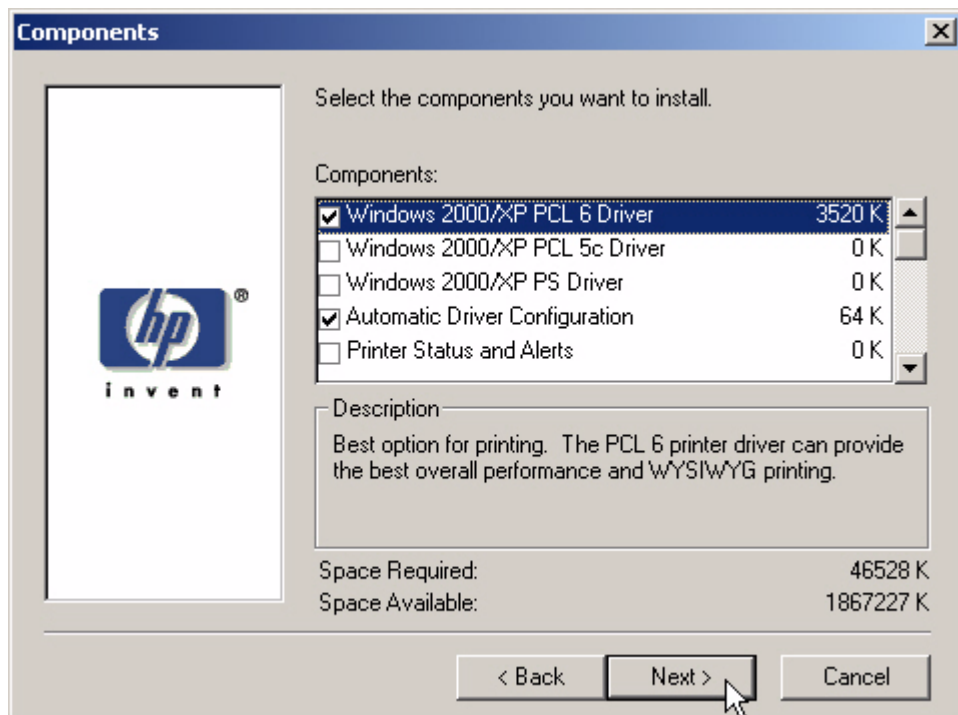 Components
Select the components you want to install.
Components:
Windows 2000/XP PCL 6 Driver 3520 K
Windows 2000/XP PCL 5c Driver 0 K
Windows 2000/XP PS Driver 0 K
Automatic Driver Configuration 64 K
Printer Status and Alerts 0 K
hp®
invent
Description
Best option for printing. The PCL 6 printer driver can provide
the best overall performance and WYSIWYG printing.
Space Required: 46528 K
Space Available: 1867227 K
< Back Next > Cancel